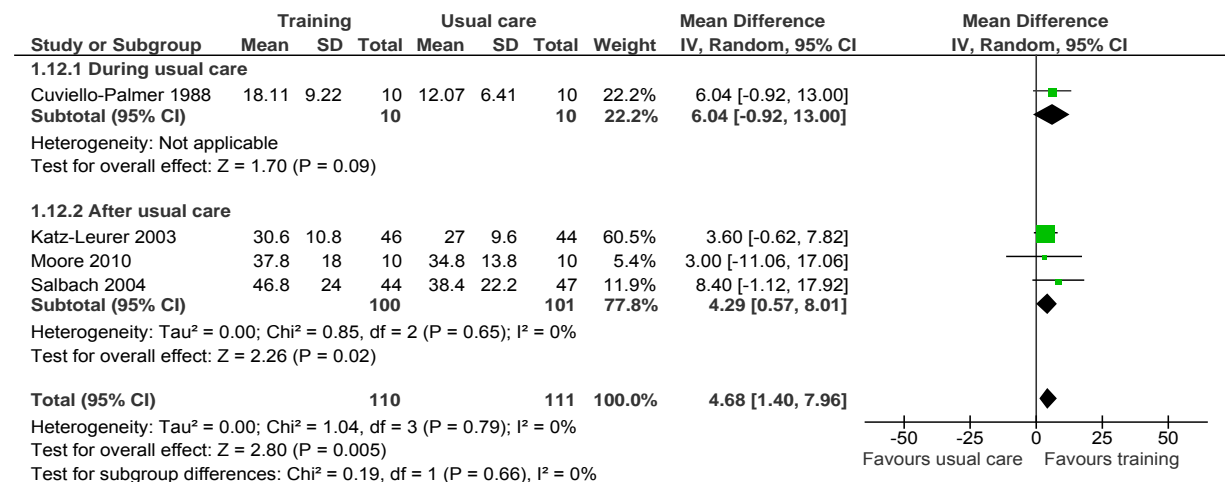 Training Usual care Mean Difference Mean Difference
Study or Subgroup Mean SD Total Mean SD Total Weight IV, Random, 95% CI IV, Random, 95% CI
1.12.1 During usual care
Cuviello-Palmer 1988 18.11 9.22 10 12.07 6.41 10 22.2% 6.04 [-0.92, 13.00]
Subtotal (95% CI) 10 10 22.2% 6.04 [-0.92, 13.00]
Heterogeneity: Not applicable
Test for overall effect: Z = 1.70 (P = 0.09)
1.12.2 After usual care
Katz-Leurer 2003 30.6 10.8 46 27 9.6 44 60.5% 3.60 [-0.62, 7.82]
Moore 2010 37.8 18 10 34.8 13.8 10 5.4% 3.00 [-11.06, 17.06]
Salbach 2004 46.8 24 44 38.4 22.2 47 11.9% 8.40 [-1.12, 17.92]
Subtotal (95% CI) 100 101 77.8% 4.29 [0.57, 8.01]
Heterogeneity: Tau² = 0.00; Chi² = 0.85, df = 2 (P = 0.65); I² = 0%
Test for overall effect: Z = 2.26 (P = 0.02)
Total (95% CI) 110 111 100.0% 4.68 [1.40, 7.96]
Heterogeneity: Tau² = 0.00; Chi² = 1.04, df = 3 (P = 0.79); I² = 0%
Test for overall effect: Z = 2.80 (P = 0.005)
Test for subgroup differences: Chi² = 0.19, df = 1 (P = 0.66), I² = 0%
-50 -25 0 25 50
Favours usual care Favours training